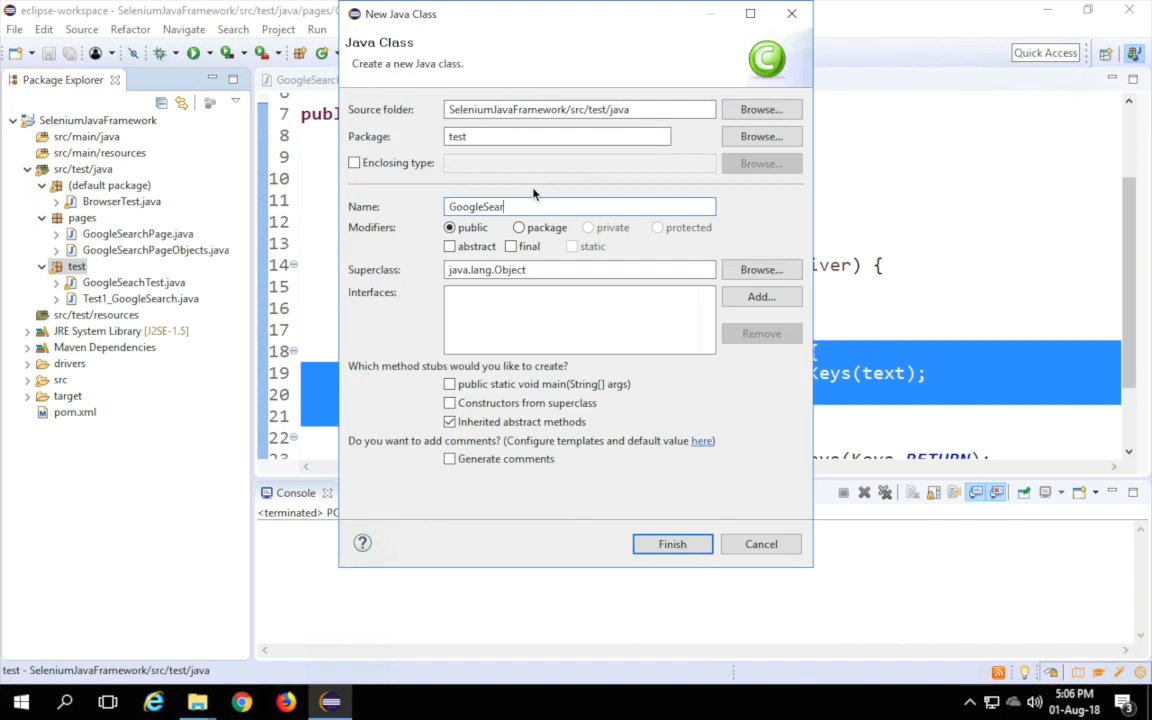 eclipse-workspace - SeleniumJavaFramework/src/test/java/pages/
New Java Class
File Edit Source Refactor Navigate Search Project Run
Java Class
Create a new Java class.
Quick Access
Package Explorer
GoogleSearch
Source folder: SeleniumJavaFramework/src/test/java Browse...
Package: test Browse...
Enclosing type: Browse...
Name: GoogleSear
Modifiers: public package private protected
abstract final static
Superclass: java.lang.Object Browse...
Interfaces: Add...
Remove
Which method stubs would you like to create?
public static void main(String[] args)
Constructors from superclass
Inherited abstract methods
Do you want to add comments? (Configure templates and default value here)
Generate comments
Finish Cancel
SeleniumJavaFramework
src/main/java
src/main/resources
src/test/java
(default package)
BrowserTest.java
pages
GoogleSearchPage.java
GoogleSearchPageObjects.java
test
GoogleSeachTest.java
Test1_GoogleSearch.java
src/test/resources
JRE System Library [J2SE-1.5]
Maven Dependencies
drivers
src
target
pom.xml
7 publ
8
9
10
11
12
13
14 iver) {
15
16
17
18 {
19 Keys(text);
20
21
22
23 eys(Keys.RETURN);
Console
<terminated> PO
test - SeleniumJavaFramework/src/test/java
5:06 PM
01-Aug-18
3